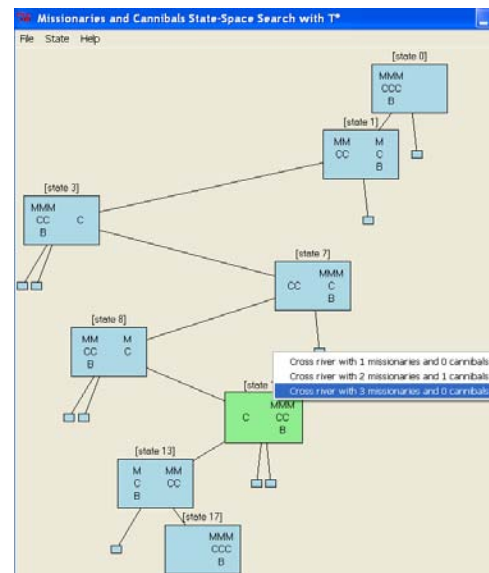 Missionaries and Cannibals State-Space Search with T*
File State Help
[state 0]
MMM
CCC
B
[state 1]
MM M
CC C
B
[state 3]
MMM
CC C
B
[state 7]
MMM
CC C
B
[state 8]
MM M
CC C
B
Cross river with 1 missionaries and 0 cannibals
Cross river with 2 missionaries and 1 cannibals
Cross river with 3 missionaries and 0 cannibals
[state
MMM
C CC
B
[state 13]
M MM
C CC
B
[state 17]
MMM
CCC
B